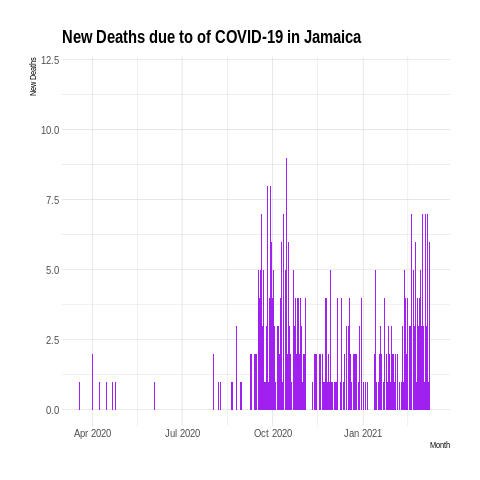 New Deaths due to of COVID-19 in Jamaica
New Deaths
12.5
10.0
7.5
5.0
2.5
0.0
Apr 2020 Jul 2020 Oct 2020 Jan 2021
Month